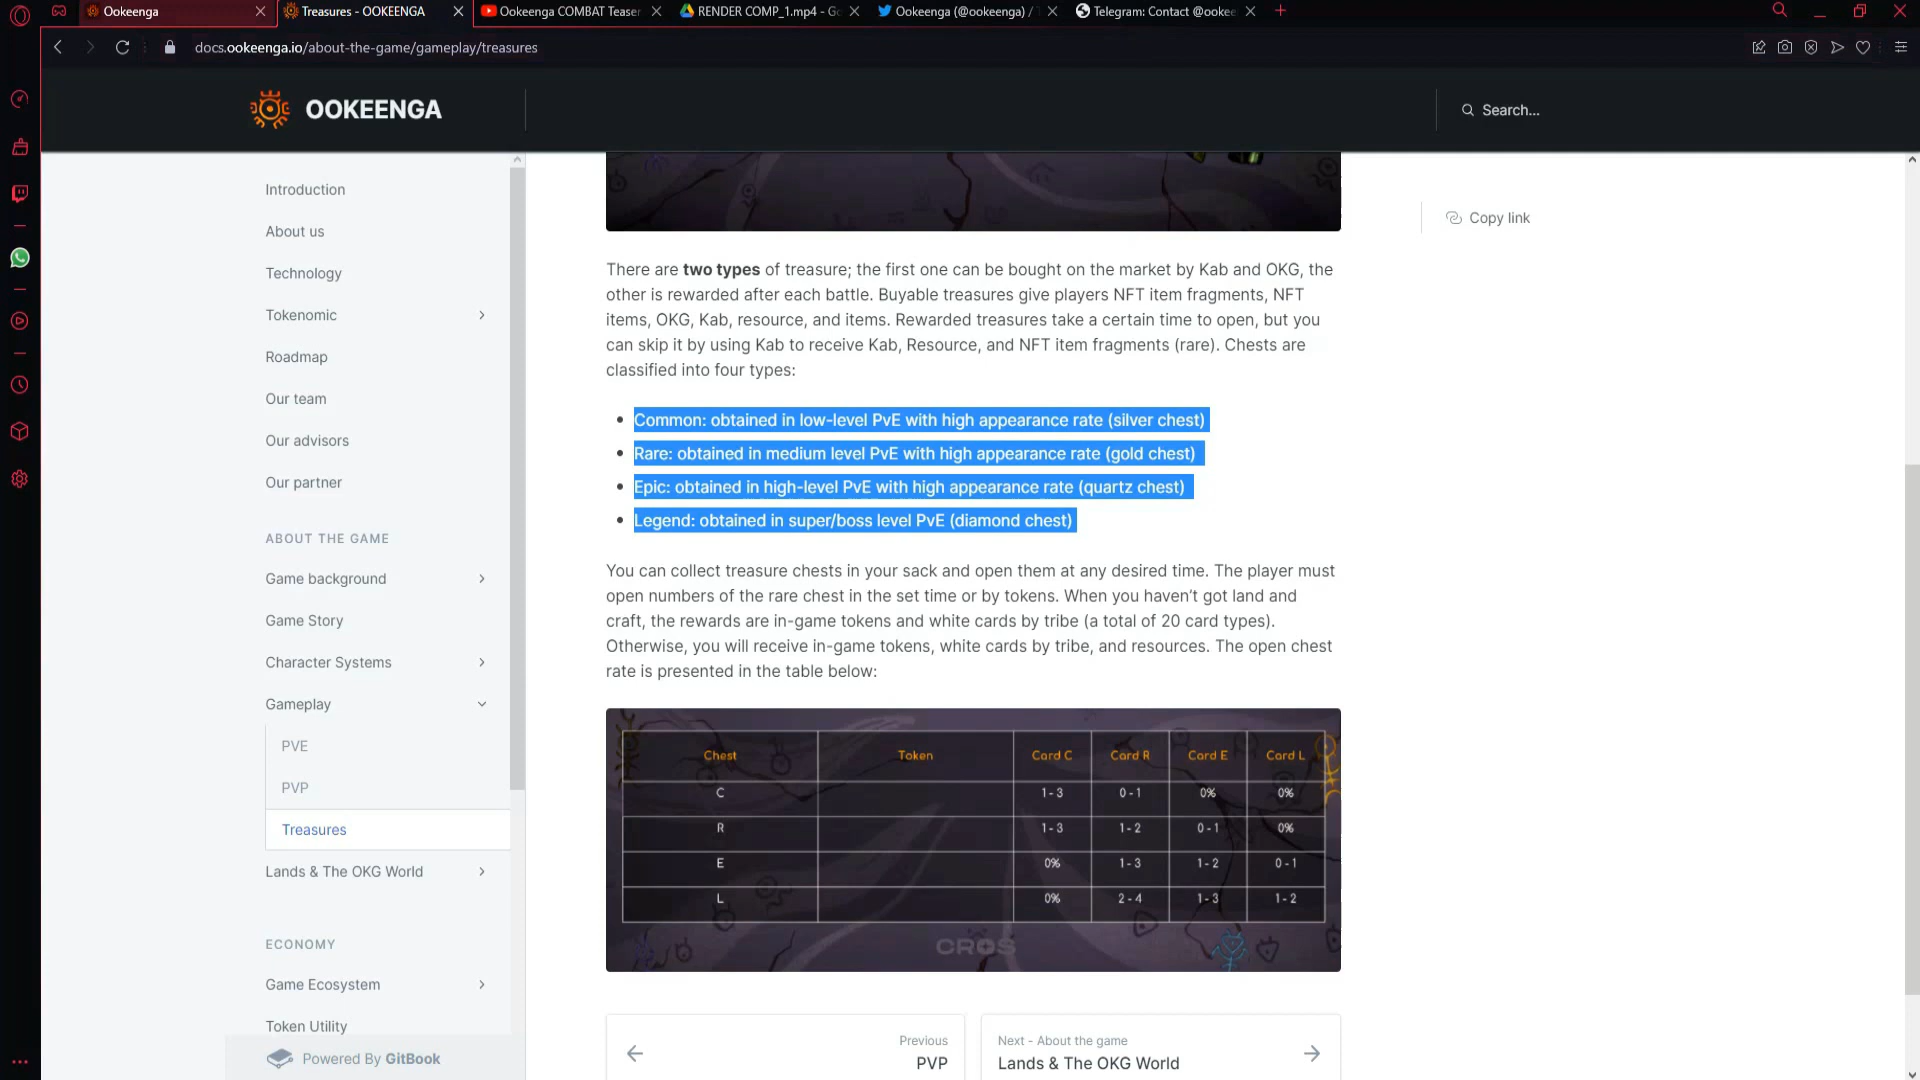 Ookeenga
Treasures - OOKEENGA
Ookeenga COMBAT Teaser
RENDER COMP_1.mp4 - Go
Ookeenga (@ookeenga) /
Telegram: Contact @ookee
docs.ookeenga.io/about-the-game/gameplay/treasures
OOKEENGA
Search...
Introduction
About us
Technology
Tokenomic
Roadmap
Our team
Our advisors
Our partner
ABOUT THE GAME
Game background
Game Story
Character Systems
Gameplay
PVE
PVP
Treasures
Lands & The OKG World
ECONOMY
Game Ecosystem
Token Utility
Powered By GitBook
Copy link
There are two types of treasure; the first one can be bought on the market by Kab and OKG, the
other is rewarded after each battle. Buyable treasures give players NFT item fragments, NFT
items, OKG, Kab, resource, and items. Rewarded treasures take a certain time to open, but you
can skip it by using Kab to receive Kab, Resource, and NFT item fragments (rare). Chests are
classified into four types:
Common: obtained in low-level PvE with high appearance rate (silver chest)
Rare: obtained in medium level PvE with high appearance rate (gold chest)
Epic: obtained in high-level PvE with high appearance rate (quartz chest)
Legend: obtained in super/boss level PvE (diamond chest)
You can collect treasure chests in your sack and open them at any desired time. The player must
open numbers of the rare chest in the set time or by tokens. When you haven't got land and
craft, the rewards are in-game tokens and white cards by tribe (a total of 20 card types).
Otherwise, you will receive in-game tokens, white cards by tribe, and resources. The open chest
rate is presented in the table below:
Chest Token Card C Card R Card E Card L
C 1 - 3 0 - 1 0% 0%
R 1 - 3 1 - 2 0 - 1 0%
E 0% 1 - 3 1 - 2 0 - 1
L 0% 2 - 4 1 - 3 1 - 2
CROS
Previous
PVP
Next - About the game
Lands & The OKG World